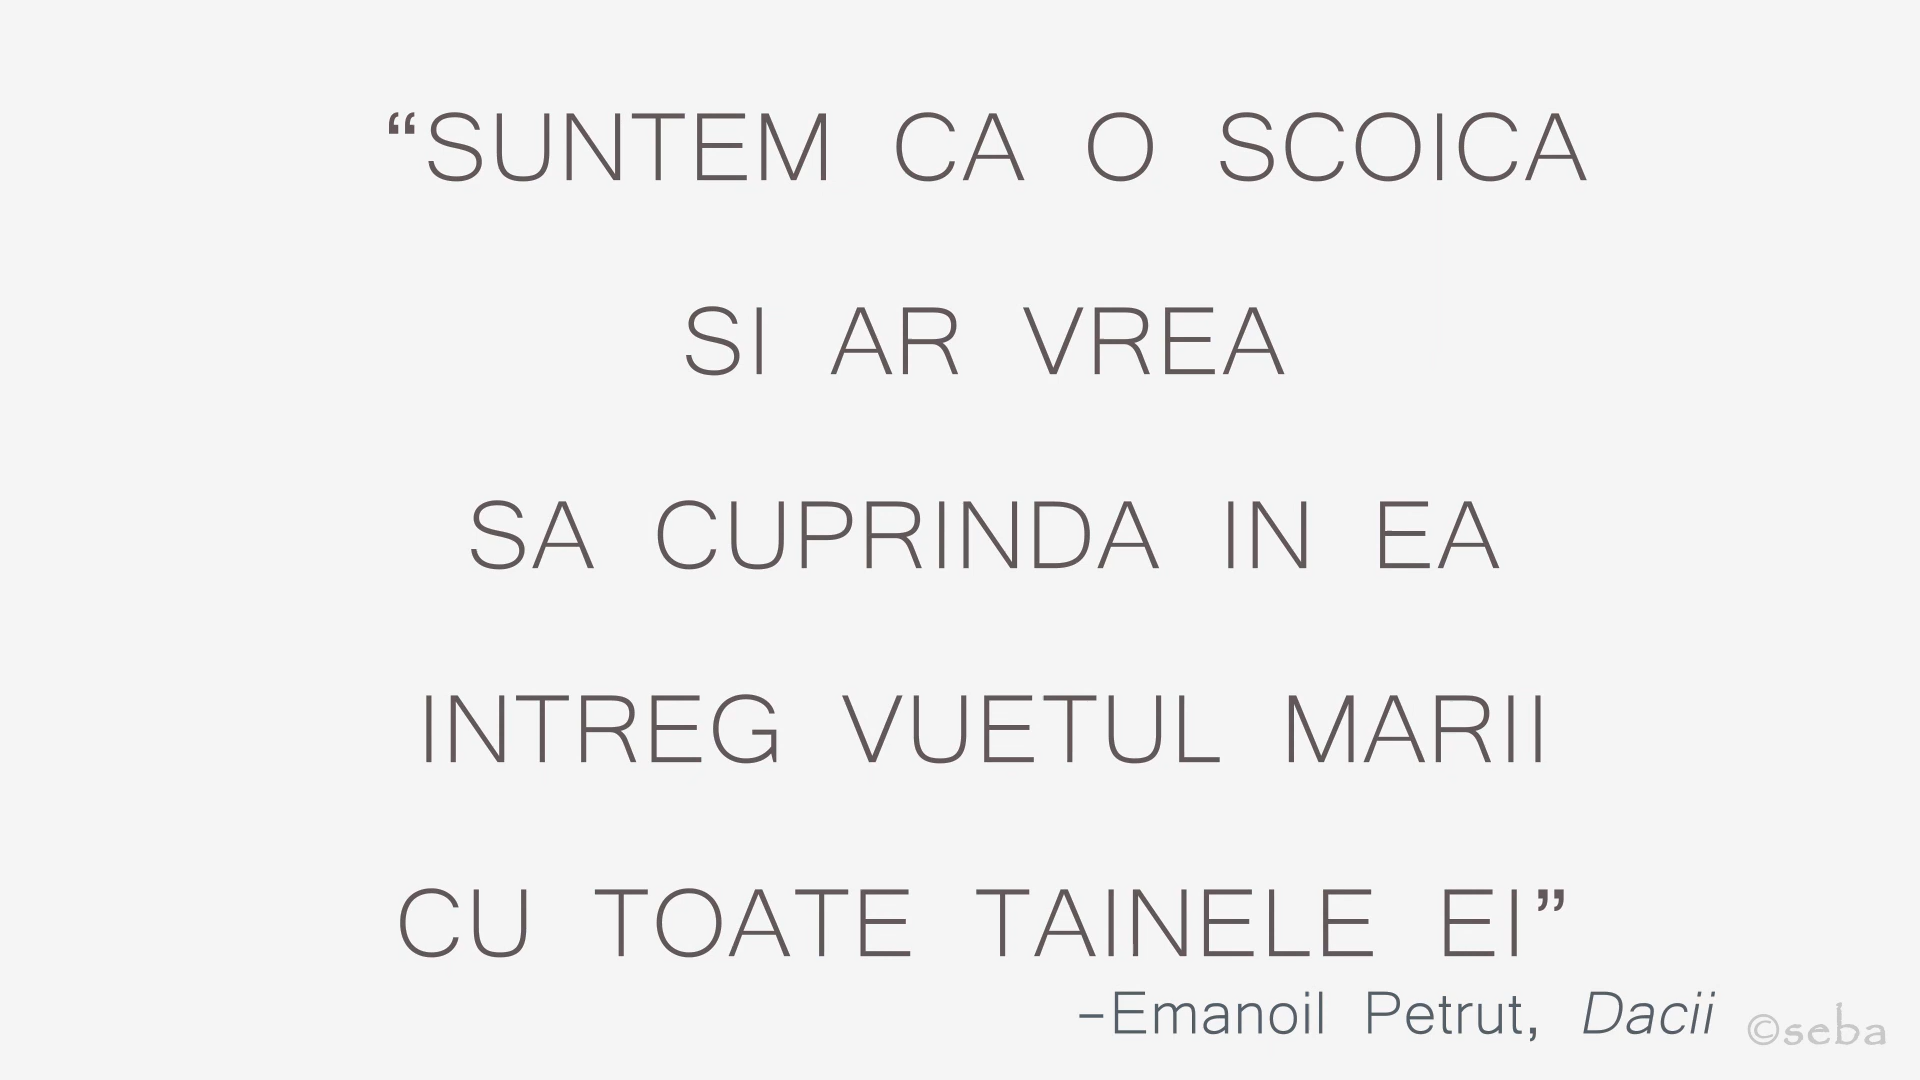 “SUNTEM CA O SCOICA
SI AR VREA
SA CUPRINDA IN EA
INTREG VUETUL MARII
CU TOATE TAINELE EI”
-Emanoil Petrut, Dacii
©seba